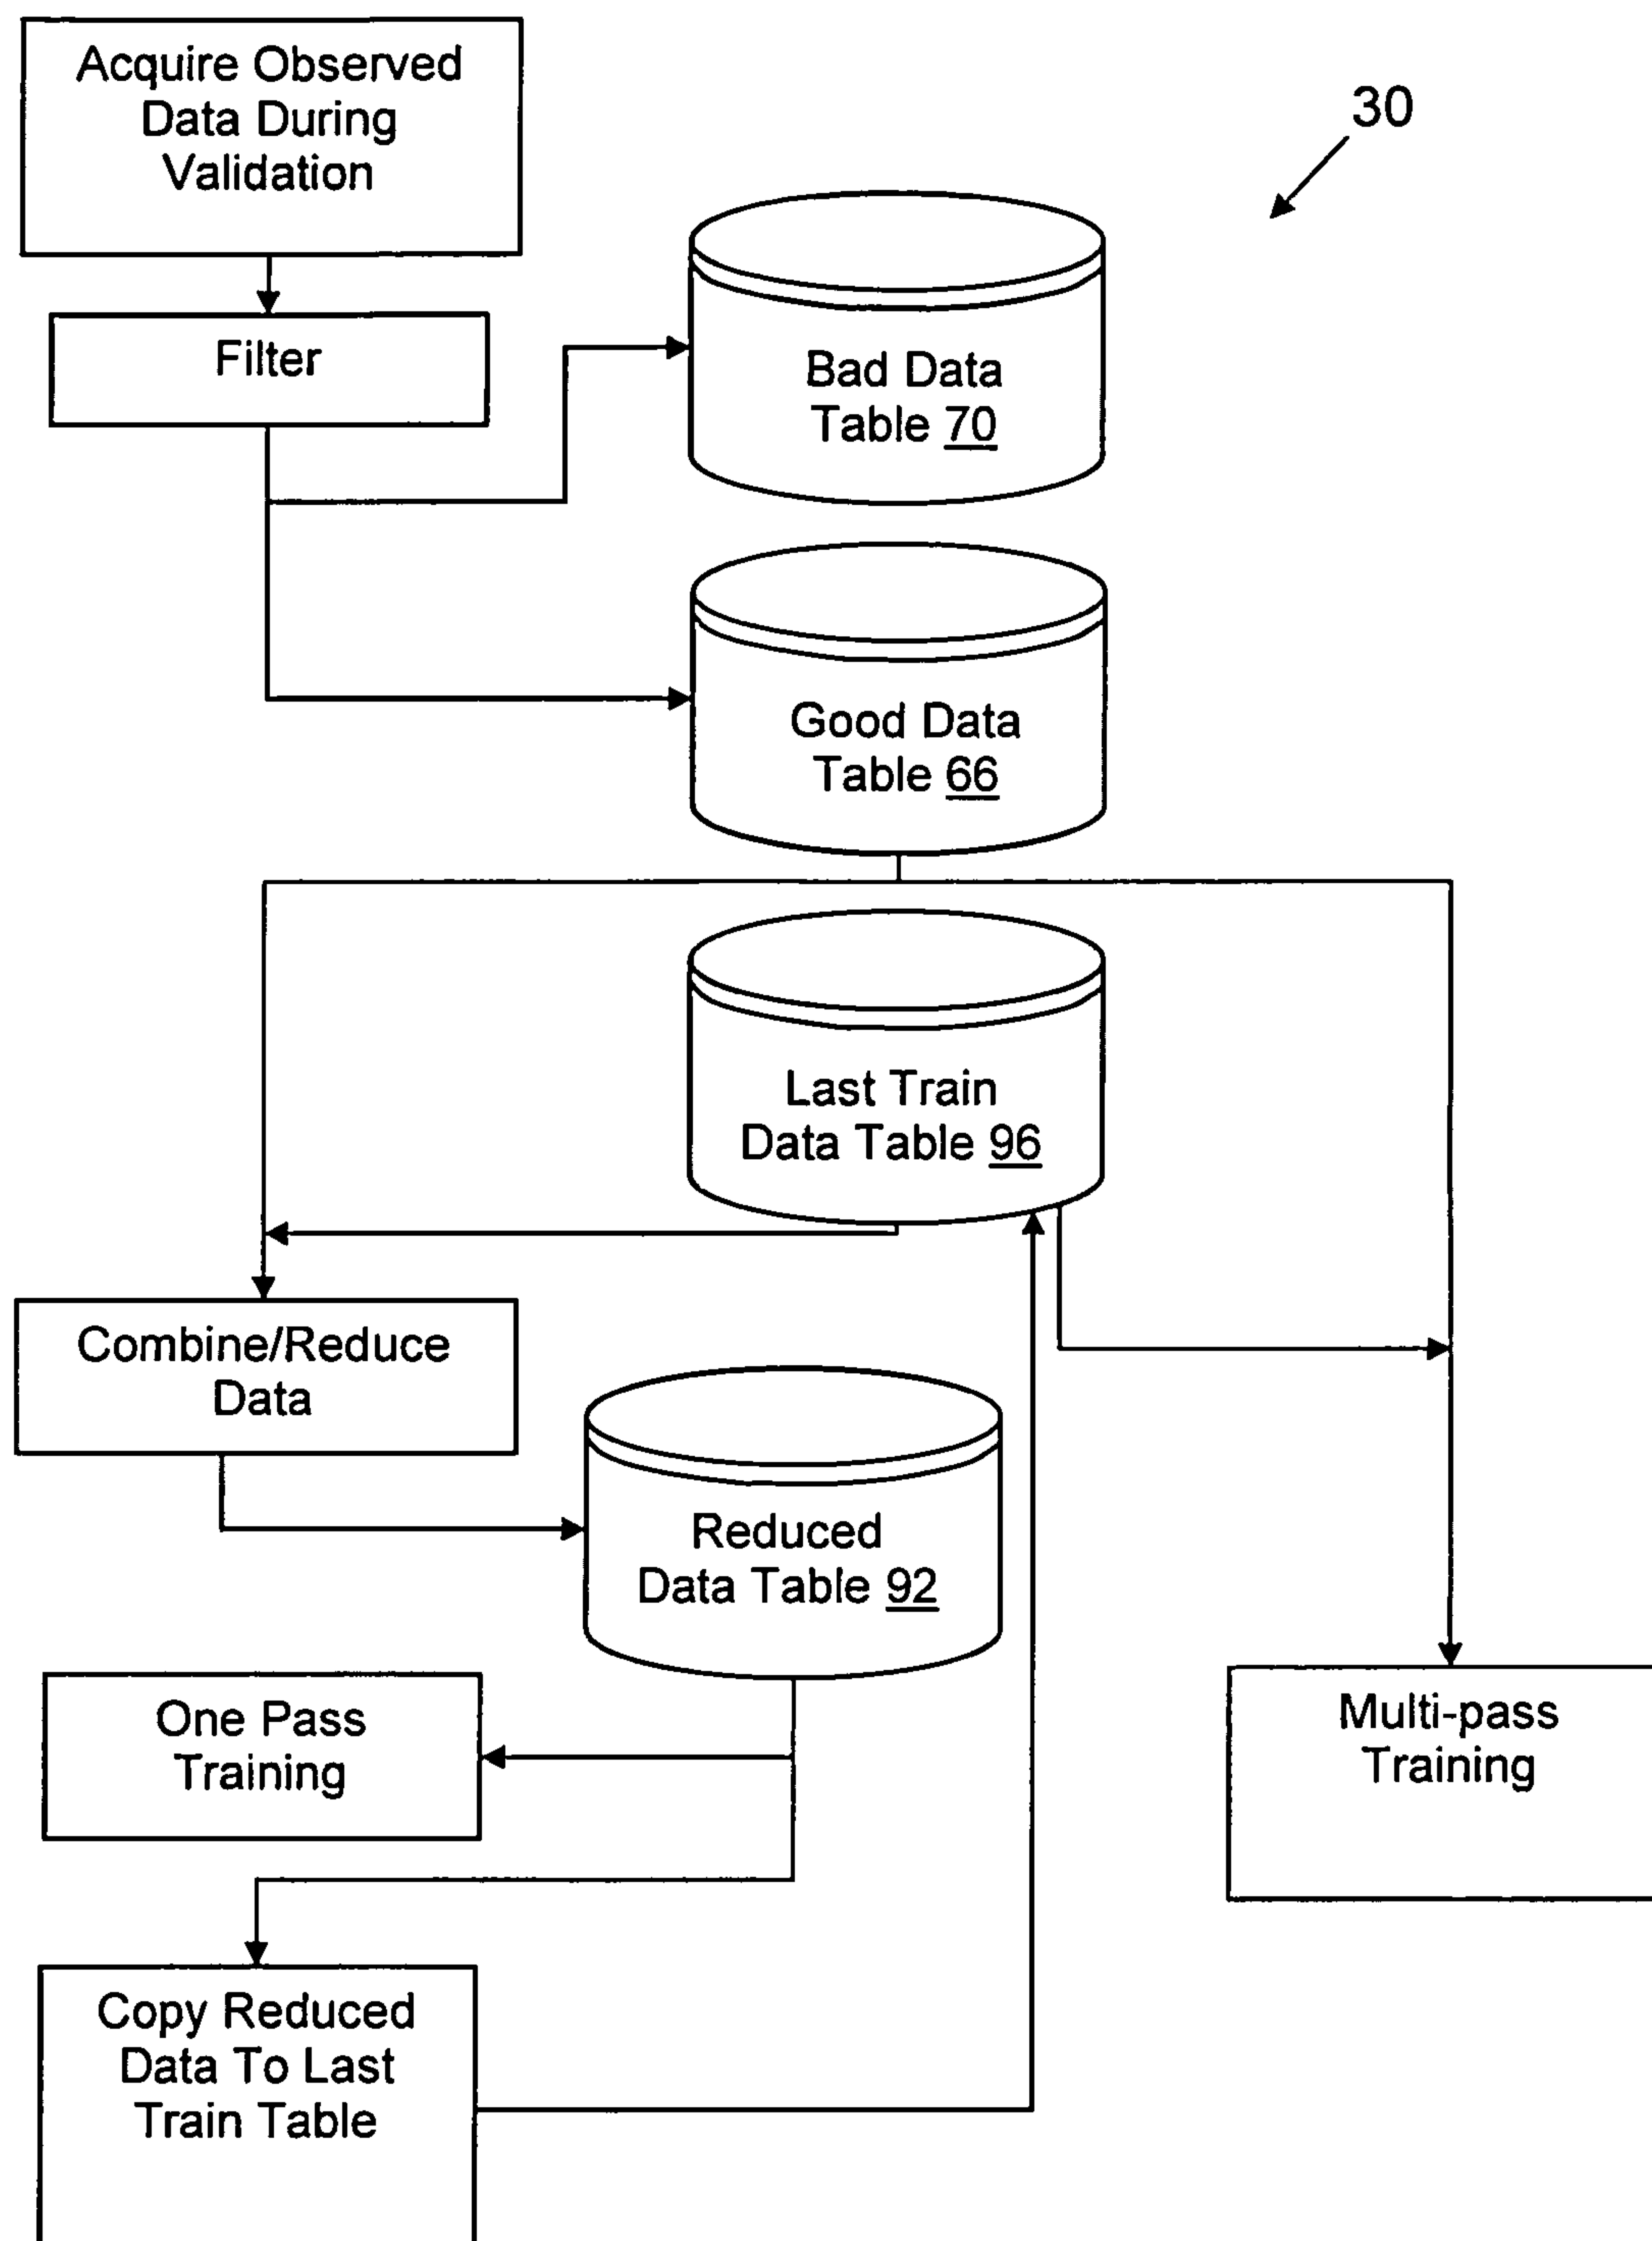 Acquire Observed
Data During
Validation
30
Filter
Bad Data
Table 70
Good Data
Table 66
Last Train
Data Table 96
Combine/Reduce
Data
Reduced
Data Table 92
One Pass
Training
Multi-pass
Training
Copy Reduced
Data To Last
Train Table